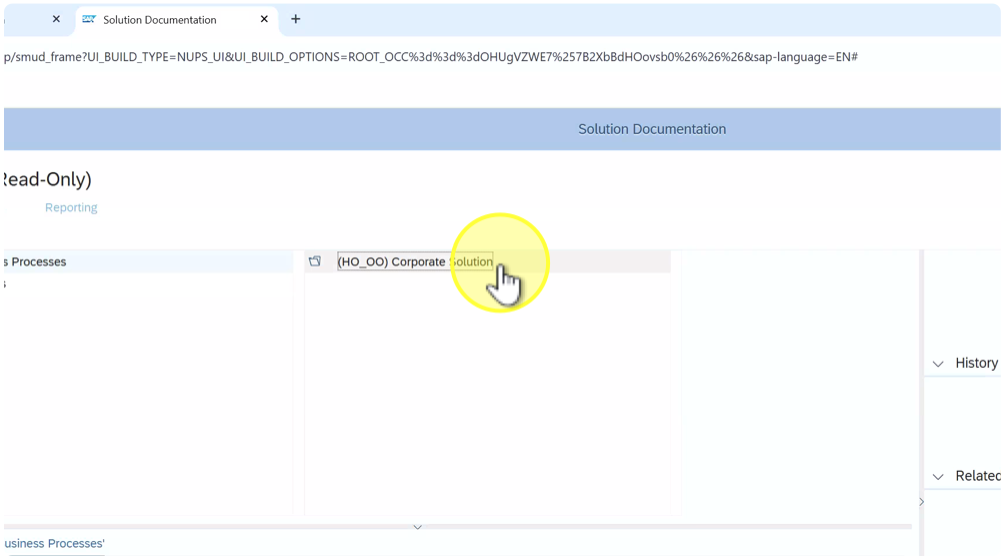 SAP Solution Documentation
p/smud_frame?UI_BUILD_TYPE=NUPS_UI&UI_BUILD_OPTIONS=ROOT_OCC%3d%3d%3dOHUgVZWE7%257B2XbBdHOovsb0%26%26%26&sap-language=EN#
Solution Documentation
Read-Only)
Reporting
s Processes
(HO_OO) Corporate Solution
s
History
Related
usiness Processes'